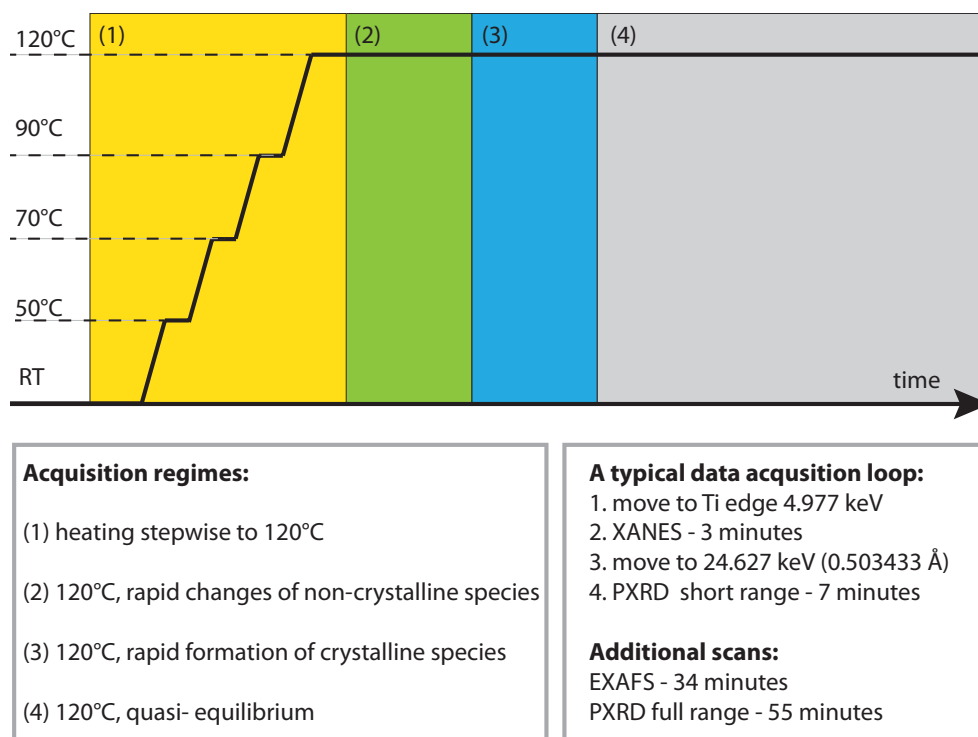 120°C
(1)
(2)
(3)
(4)
90°C
70°C
50°C
RT
time
Acquisition regimes:
(1) heating stepwise to 120°C
(2) 120°C, rapid changes of non-crystalline species
(3) 120°C, rapid formation of crystalline species
(4) 120°C, quasi- equilibrium
A typical data acqusition loop:
1. move to Ti edge 4.977 keV
2. XANES - 3 minutes
3. move to 24.627 keV (0.503433 Å)
4. PXRD short range - 7 minutes
Additional scans:
EXAFS - 34 minutes
PXRD full range - 55 minutes